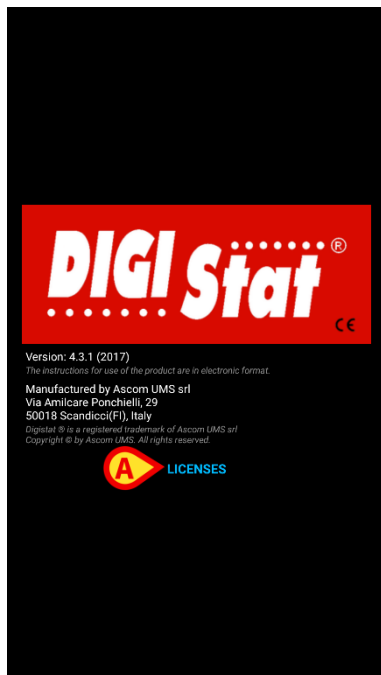 DIGI Stat ®
CE
Version: 4.3.1 (2017)
The instructions for use of the product are in electronic format.
Manufactured by Ascom UMS srl
Via Amilcare Ponchielli, 29
50018 Scandicci(FI), Italy
Digistat ® is a registered trademark of Ascom UMS srl
Copyright © by Ascom UMS. All rights reserved.
A LICENSES